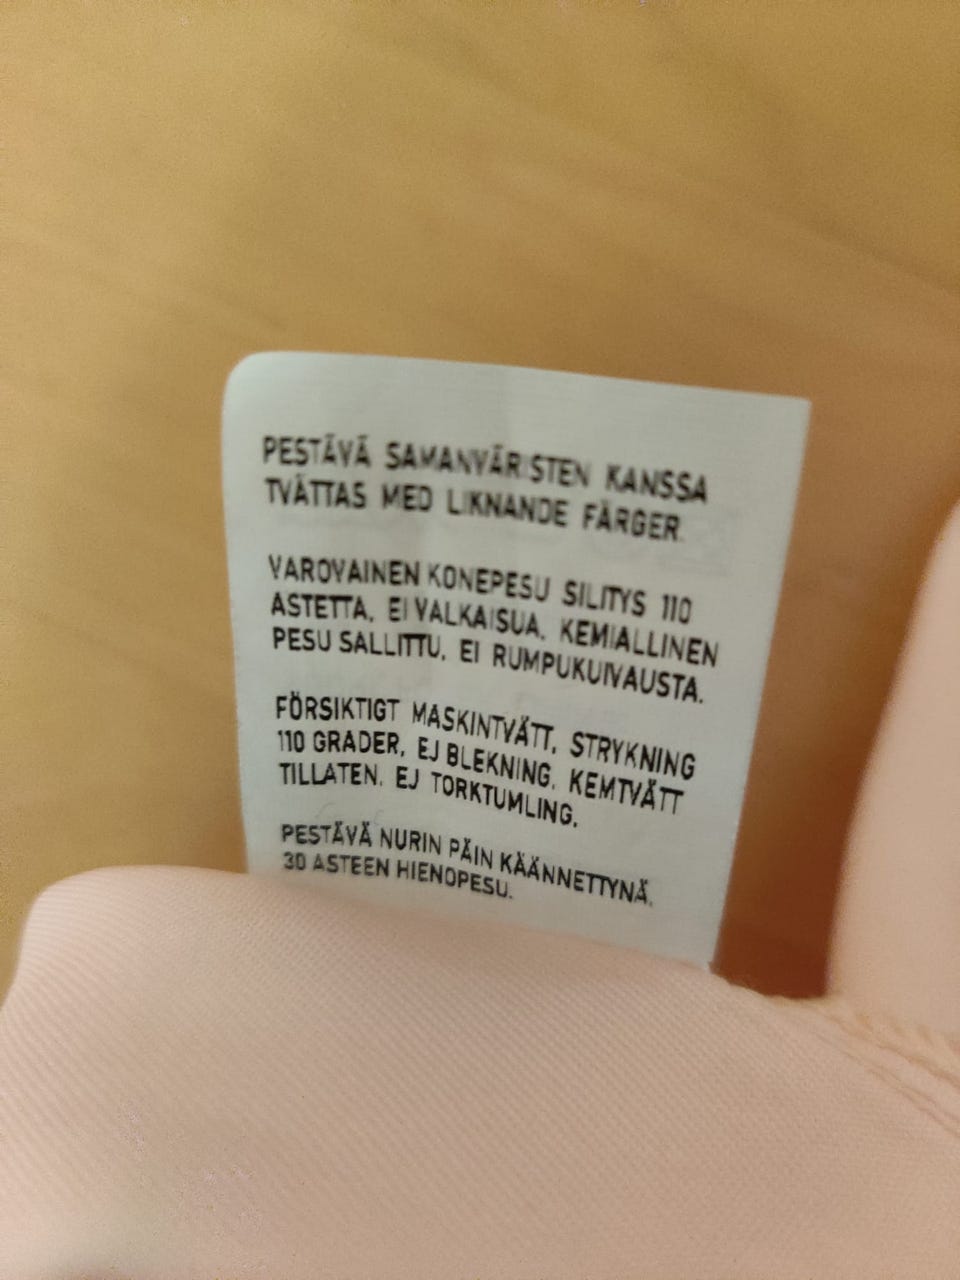 PESTÄVÄ SAMANVÄRISTEN KANSSA
TVÄTTAS MED LIKNANDE FÄRGER.
VAROVAINEN KONEPESU SILITYS 110
ASTETTA, EI VALKAISUA, KEMIALLINEN
PESU SALLITTU, EI RUMPUKUIVAUSTA.
FÖRSIKTIGT MASKINTVÄTT, STRYKNING
110 GRADER, EJ BLEKNING, KEMTVÄTT
TILLATEN, EJ TORKTUMLING.
PESTÄVÄ NURIN PÄIN KÄÄNNETTYNÄ,
30 ASTEEN HIENOPESU.